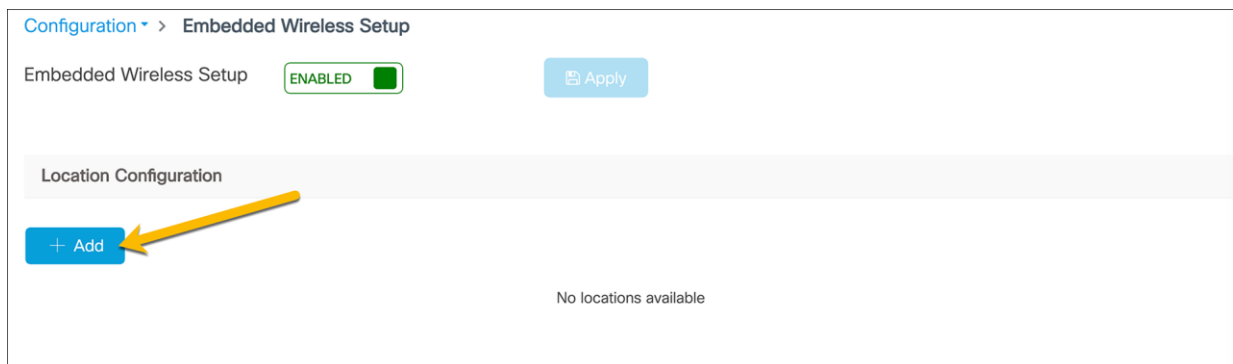 Configuration > Embedded Wireless Setup
Embedded Wireless Setup ENABLED Apply
Location Configuration
+ Add
No locations available